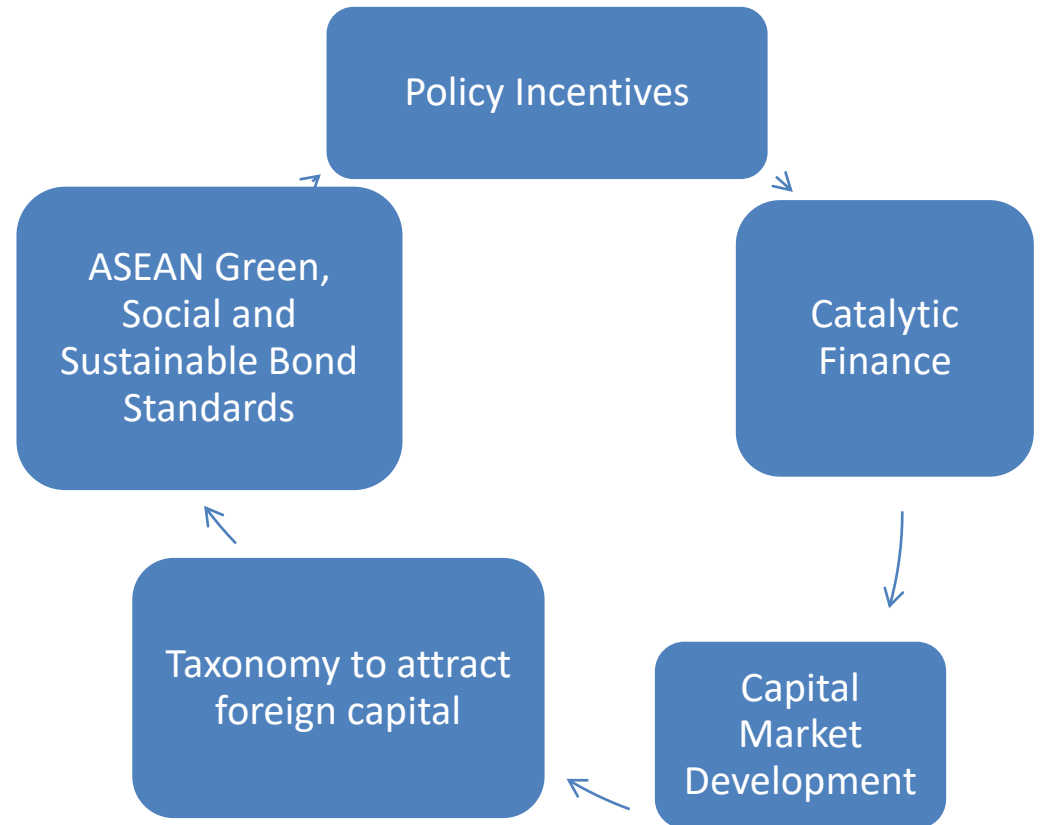 Policy Incentives
Catalytic
Finance
Capital
Market
Development
Taxonomy to attract
foreign capital
ASEAN Green,
Social and
Sustainable Bond
Standards